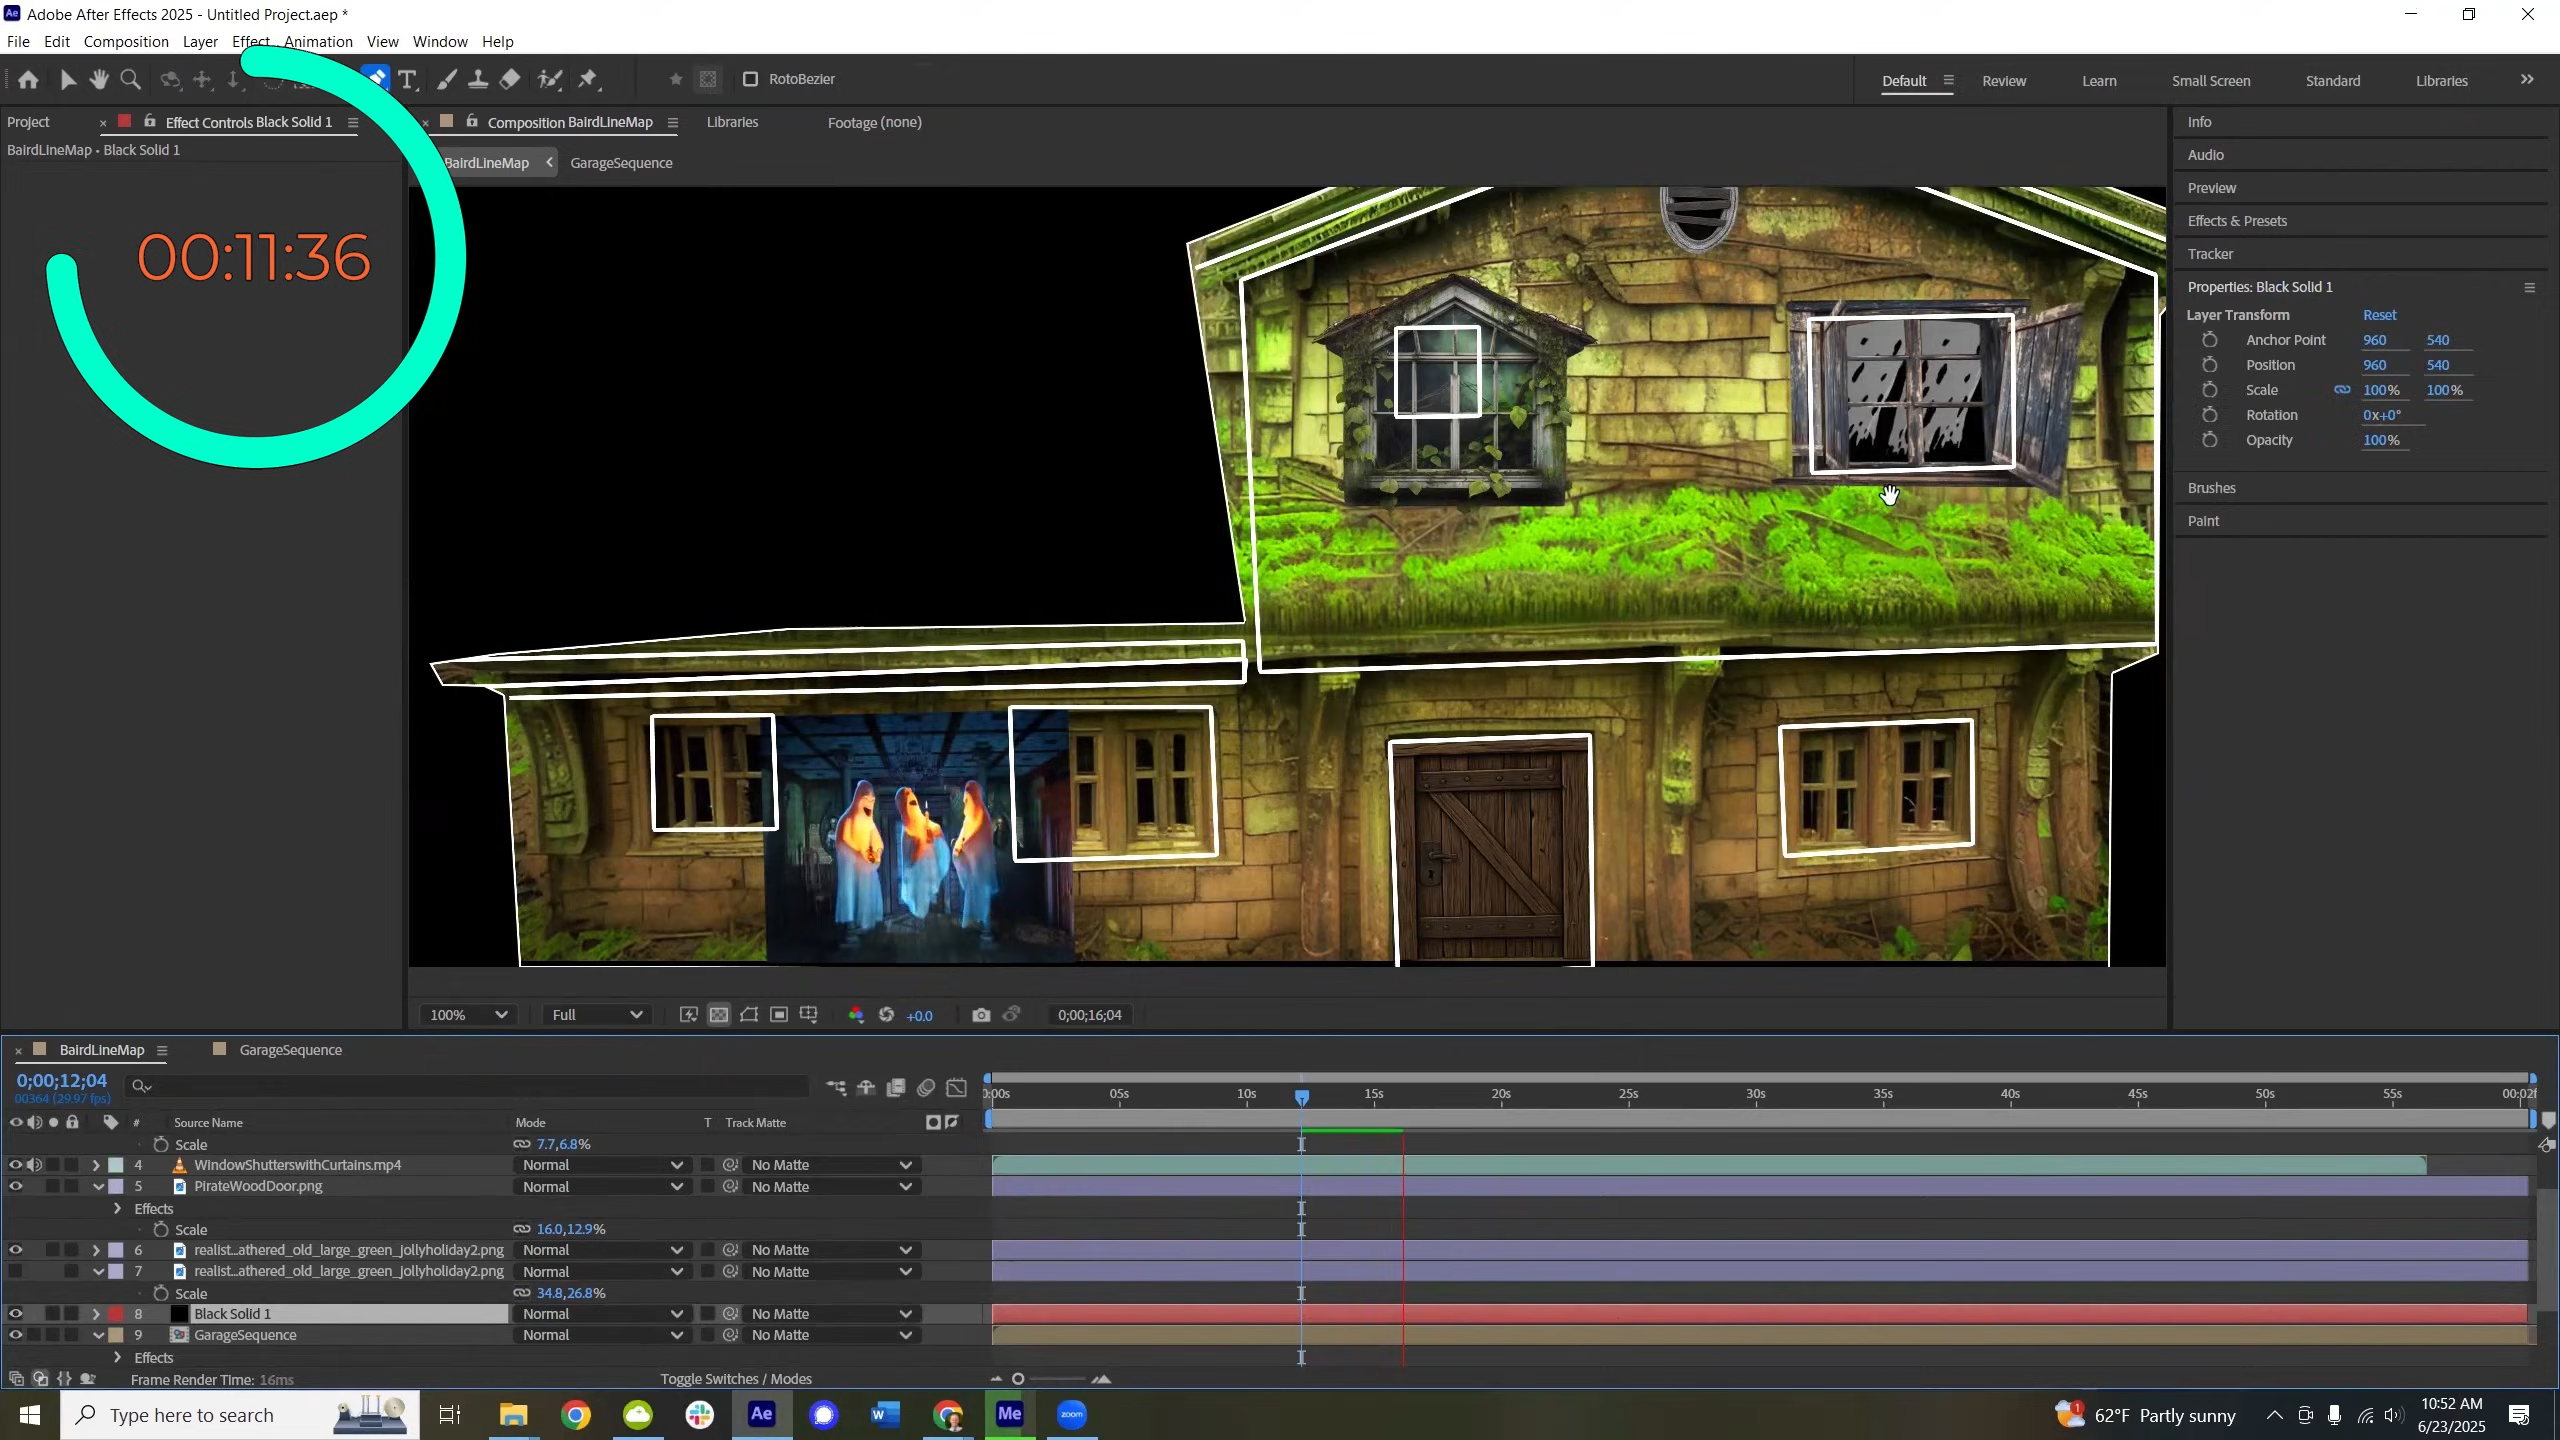 Adobe After Effects 2025 - Untitled Project.aep *
File Edit Composition Layer Effect Animation View Window Help
RotoBezier
Default Review Learn Small Screen Standard Libraries
Project Effect Controls Black Solid 1
Composition BairdLineMap Libraries Footage (none)
BairdLineMap • Black Solid 1
BairdLineMap GarageSequence
00:11:36
Info
Audio
Preview
Effects & Presets
Tracker
Properties: Black Solid 1
Layer Transform Reset
Anchor Point 960 540
Position 960 540
Scale 100% 100%
Rotation 0x+0°
Opacity 100%
Brushes
Paint
100% Full +0.0 0;00;16;04
BairdLineMap GarageSequence
0;00;12;04
00364 (29.97 fps)
0:00s 05s 10s 15s 20s 25s 30s 35s 40s 45s 50s 55s
# Source Name Mode T Track Matte
Scale 7.7,6.8%
4 WindowShutterswithCurtains.mp4 Normal No Matte
5 PirateWoodDoor.png Normal No Matte
Effects
Scale 16.0,12.9%
6 realist...athered_old_large_green_jollyholiday2.png Normal No Matte
7 realist...athered_old_large_green_jollyholiday2.png Normal No Matte
Scale 34.8,26.8%
8 Black Solid 1 Normal No Matte
9 GarageSequence Normal No Matte
Effects
Frame Render Time: 16ms Toggle Switches / Modes
Type here to search Ae Me zoom 62°F Partly sunny
10:52 AM
6/23/2025